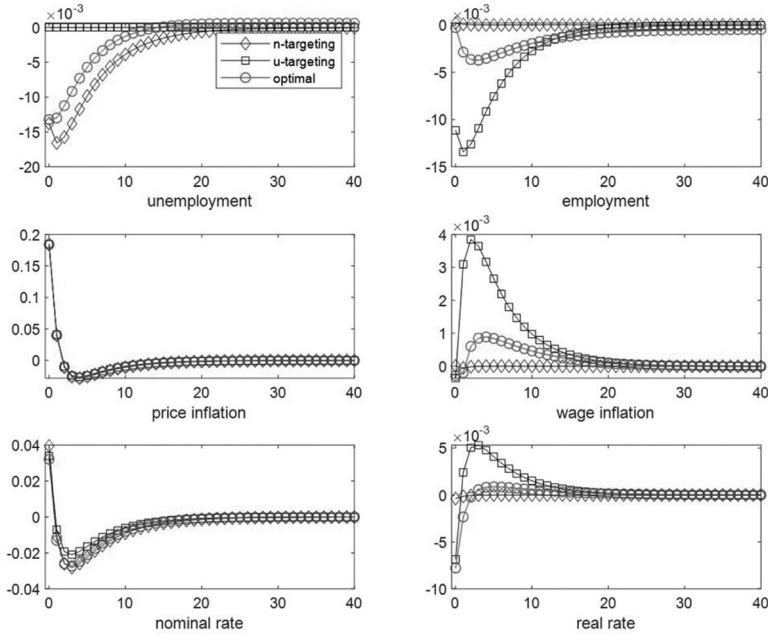 ×10⁻³
0
-5
-10
-15
-20
0 10 20 30 40
unemployment
n-targeting
u-targeting
optimal
×10⁻³
0
-5
-10
-15
0 10 20 30 40
employment
0.2
0.15
0.1
0.05
0
0 10 20 30 40
price inflation
×10⁻³
4
3
2
1
0
0 10 20 30 40
wage inflation
0.04
0.02
0
-0.02
-0.04
0 10 20 30 40
nominal rate
×10⁻³
5
0
-5
-10
0 10 20 30 40
real rate